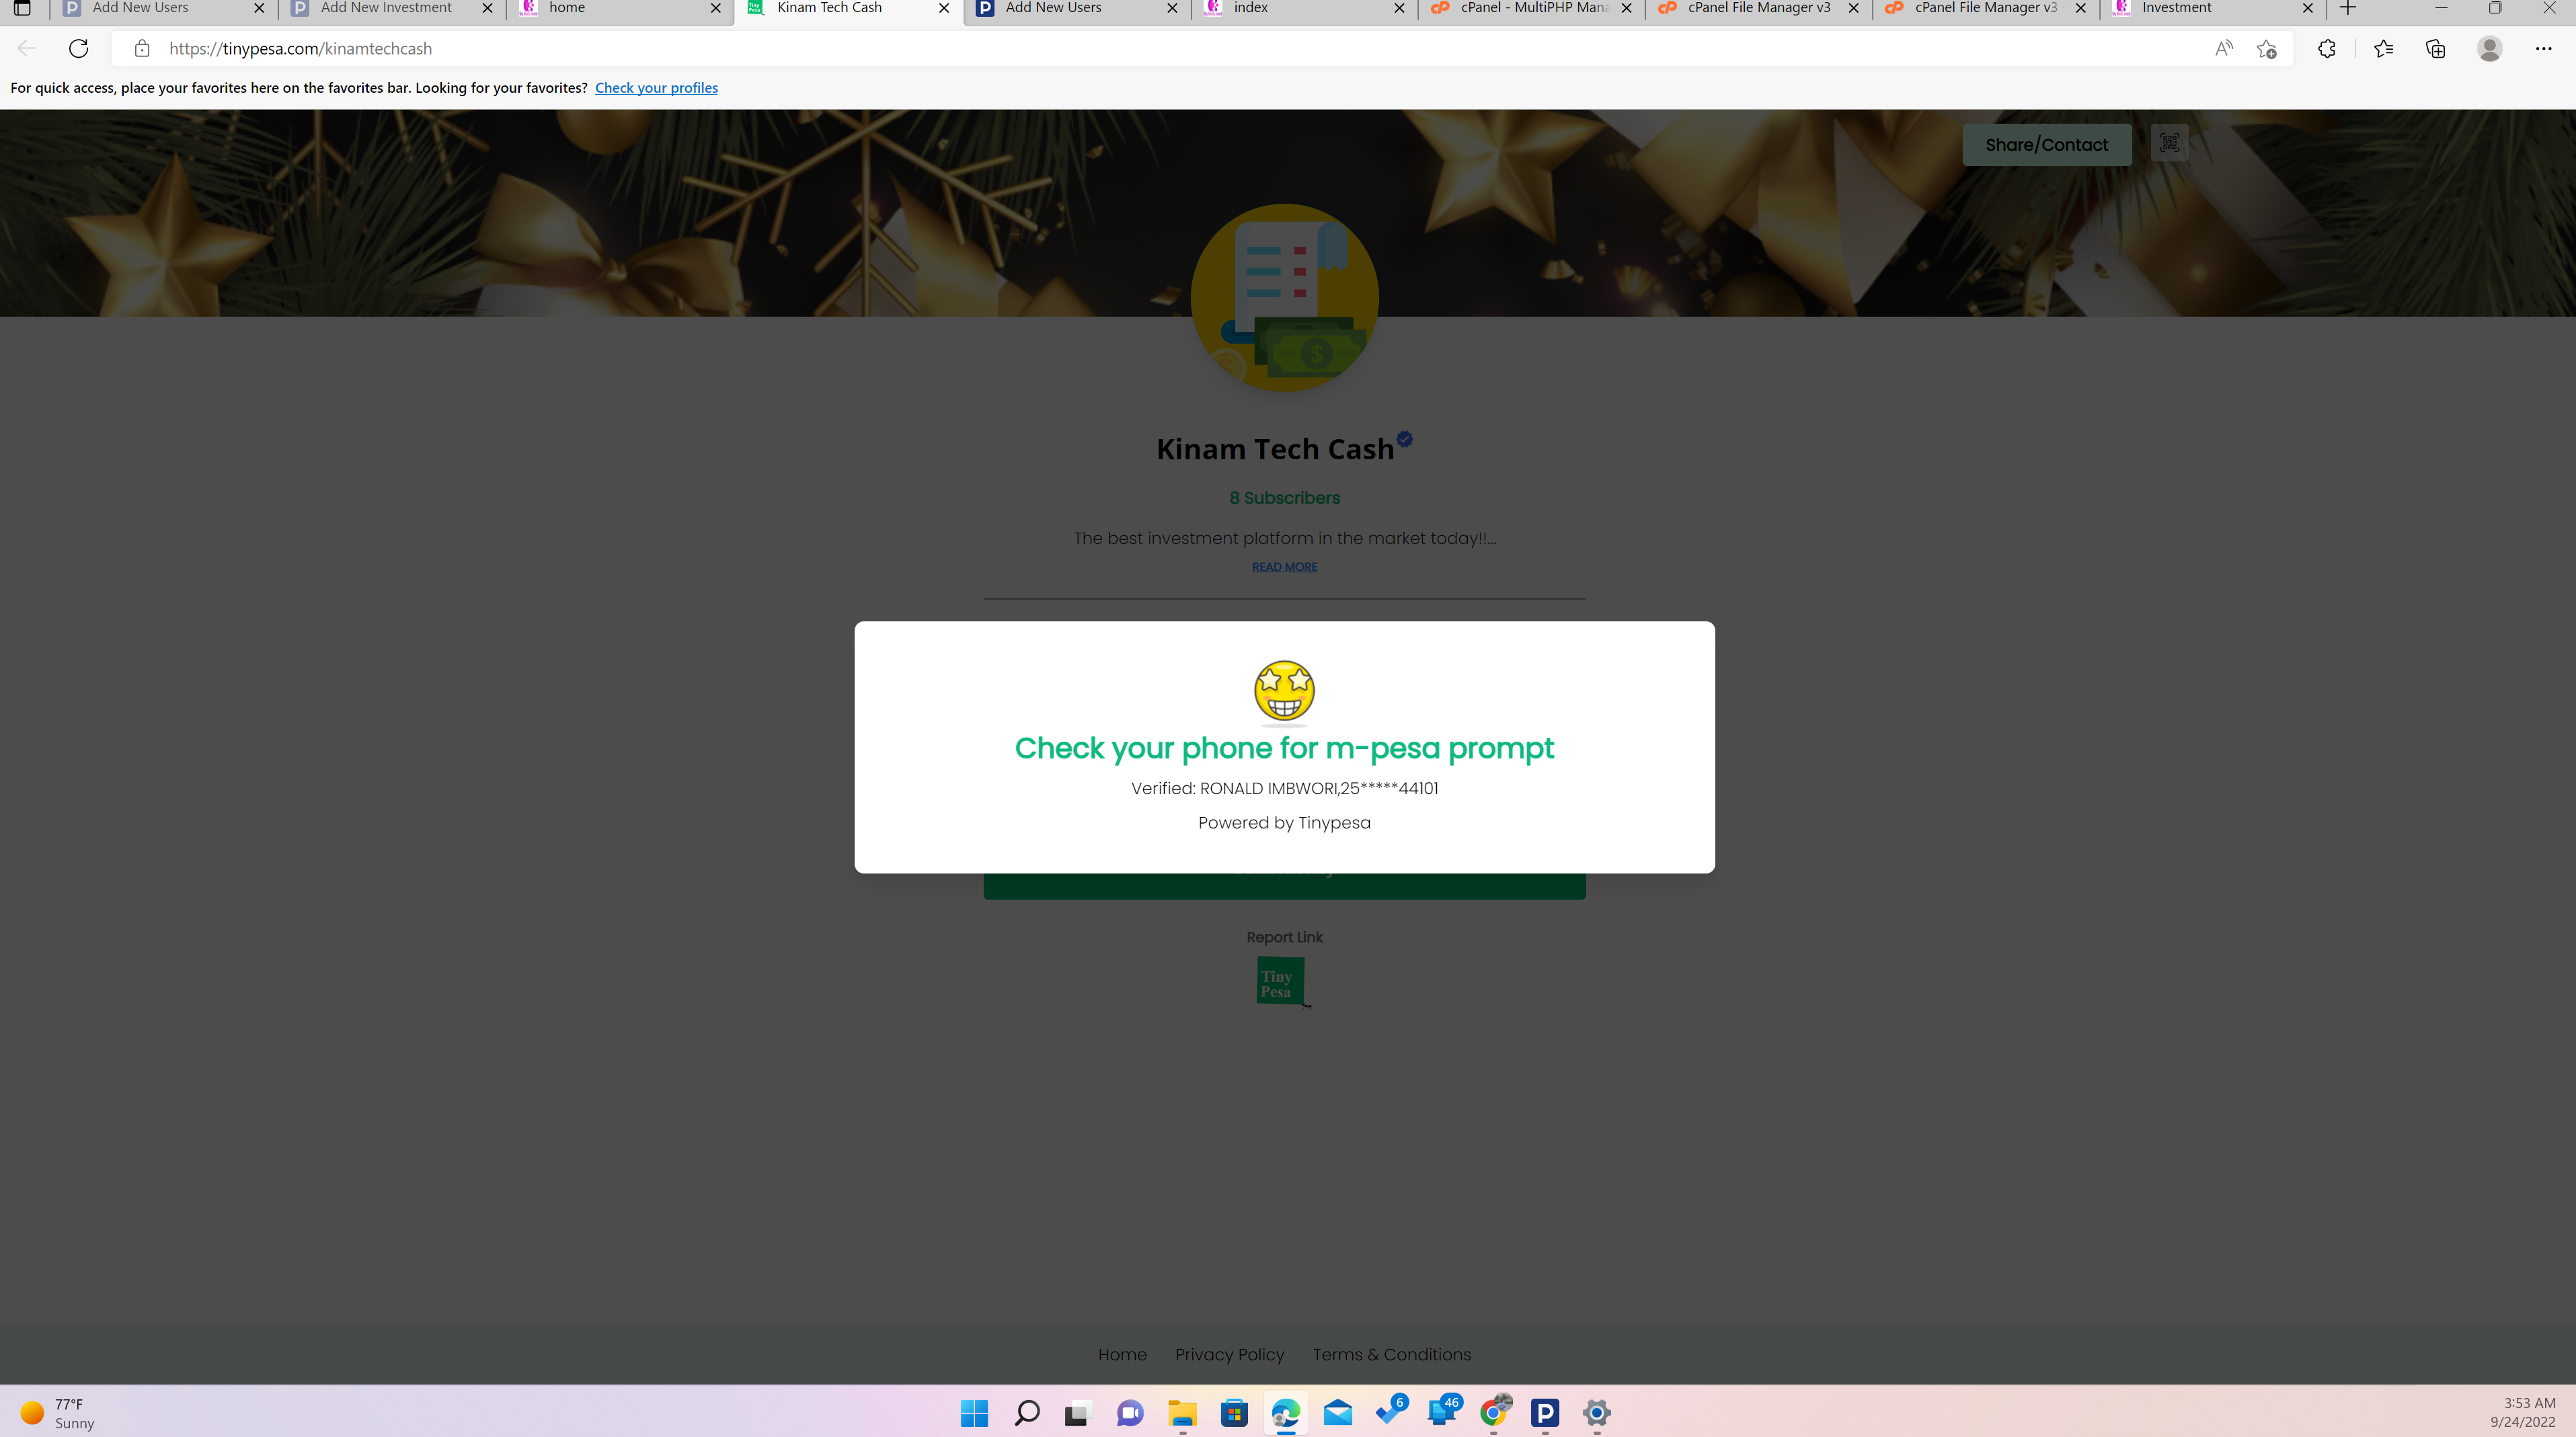 Add New Users
Add New Investment
home
Kinam Tech Cash
Add New Users
index
cPanel - MultiPHP Mana
cPanel File Manager v3
cPanel File Manager v3
Investment
https://tinypesa.com/kinamtechcash
For quick access, place your favorites here on the favorites bar. Looking for your favorites? Check your profiles
Share/Contact
Kinam Tech Cash
8 Subscribers
The best investment platform in the market today!!...
READ MORE
Check your phone for m-pesa prompt
Verified: RONALD IMBWORI,25*****44101
Powered by Tinypesa
Report Link
Tiny
Pesa
Home Privacy Policy Terms & Conditions
77°F
Sunny
6
46
3:53 AM
9/24/2022